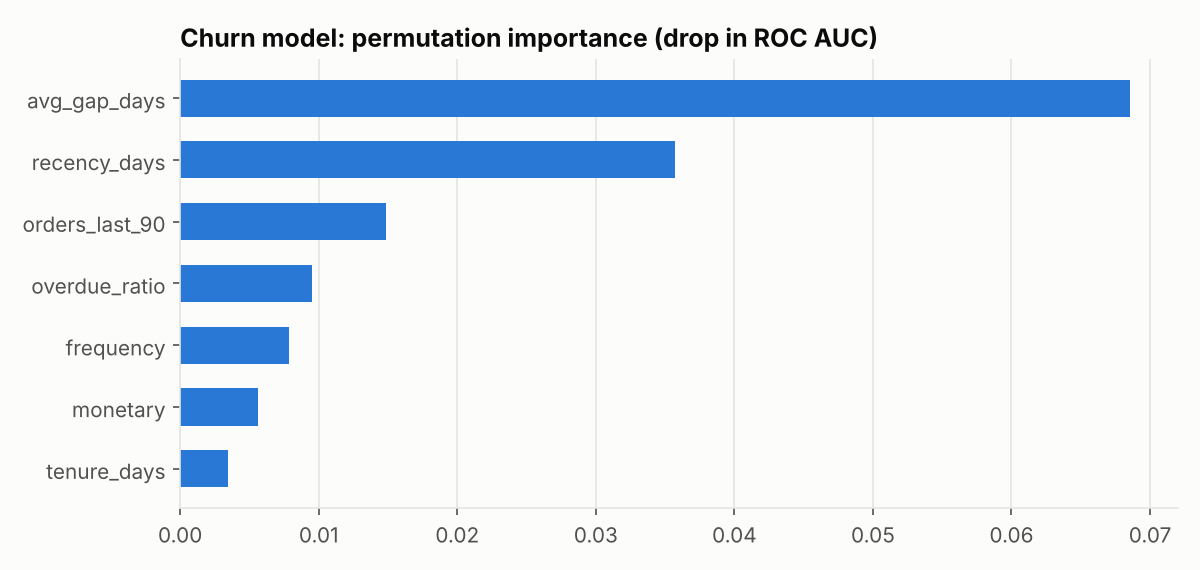 Churn model: permutation importance (drop in ROC AUC)
avg_gap_days
recency_days
orders_last_90
overdue_ratio
frequency
monetary
tenure_days
0.00 0.01 0.02 0.03 0.04 0.05 0.06 0.07